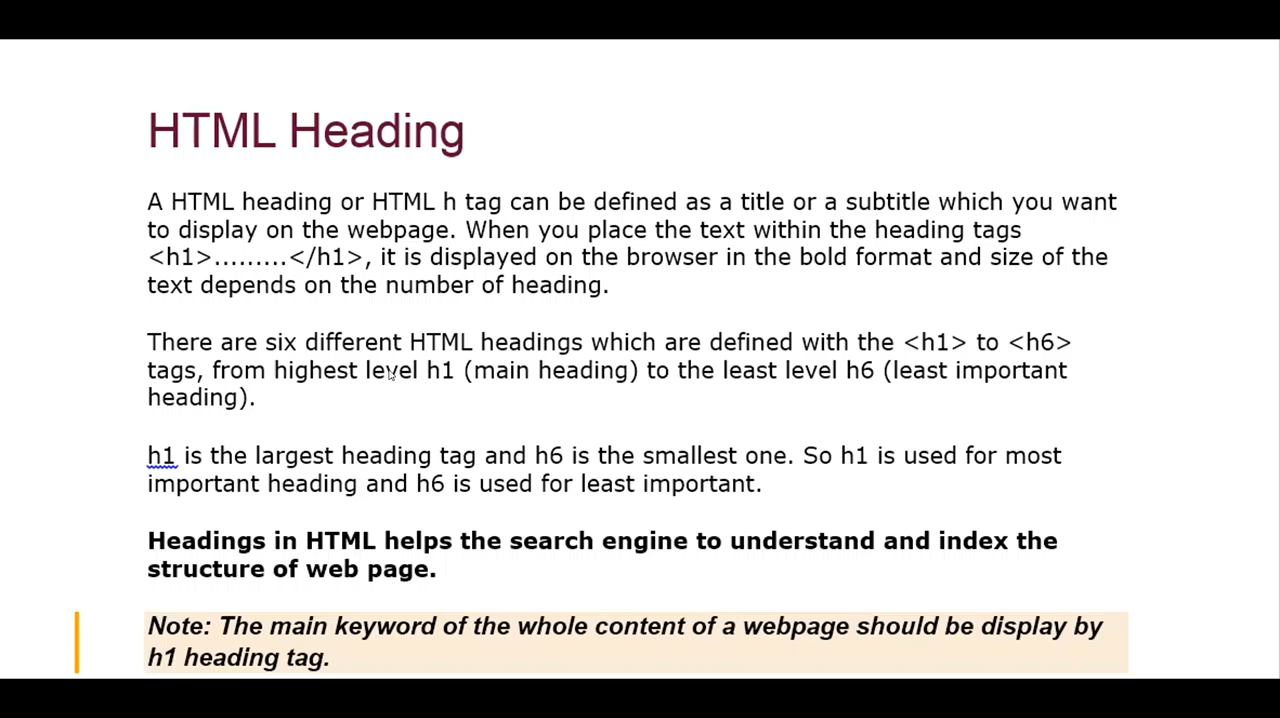 HTML Heading
A HTML heading or HTML h tag can be defined as a title or a subtitle which you want
to display on the webpage. When you place the text within the heading tags
<h1>.........</h1>, it is displayed on the browser in the bold format and size of the
text depends on the number of heading.
There are six different HTML headings which are defined with the <h1> to <h6>
tags, from highest level h1 (main heading) to the least level h6 (least important
heading).
h1 is the largest heading tag and h6 is the smallest one. So h1 is used for most
important heading and h6 is used for least important.
Headings in HTML helps the search engine to understand and index the
structure of web page.
Note: The main keyword of the whole content of a webpage should be display by
h1 heading tag.